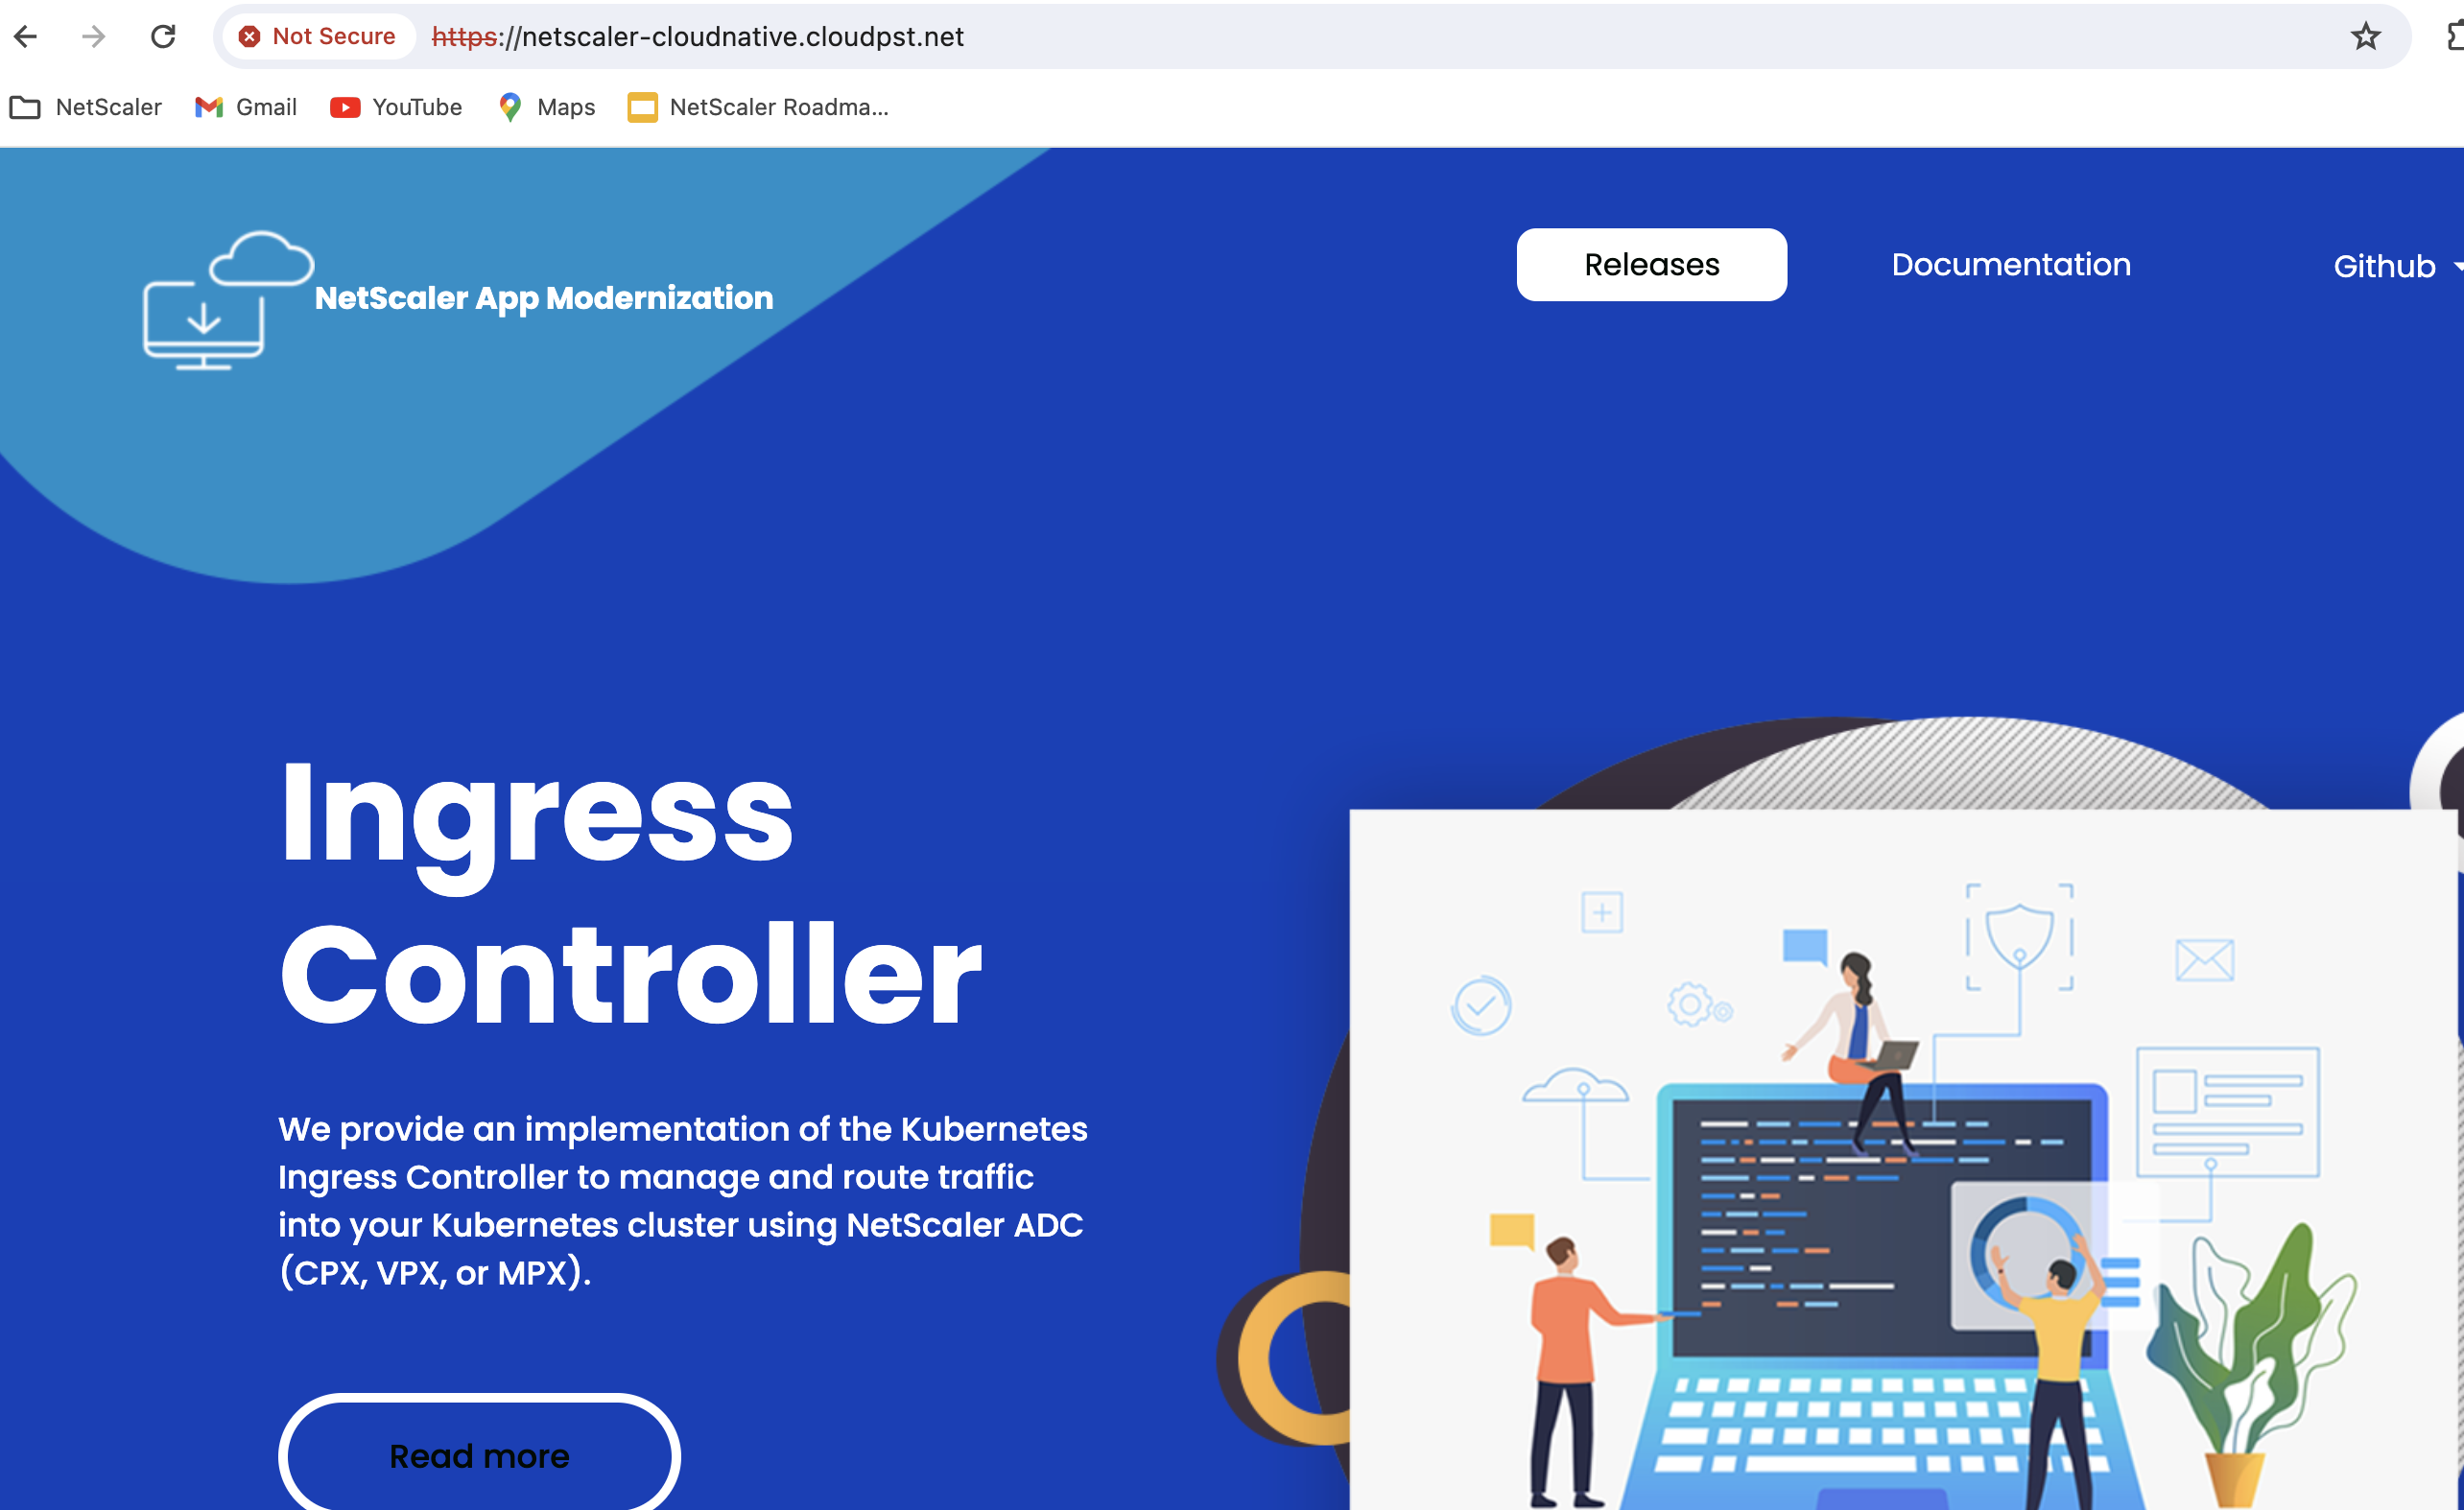 Not Secure https://netscaler-cloudnative.cloudpst.net
NetScaler Gmail YouTube Maps NetScaler Roadma...
NetScaler App Modernization
Releases Documentation Github
Ingress
Controller
We provide an implementation of the Kubernetes
Ingress Controller to manage and route traffic
into your Kubernetes cluster using NetScaler ADC
(CPX, VPX, or MPX).
Read more